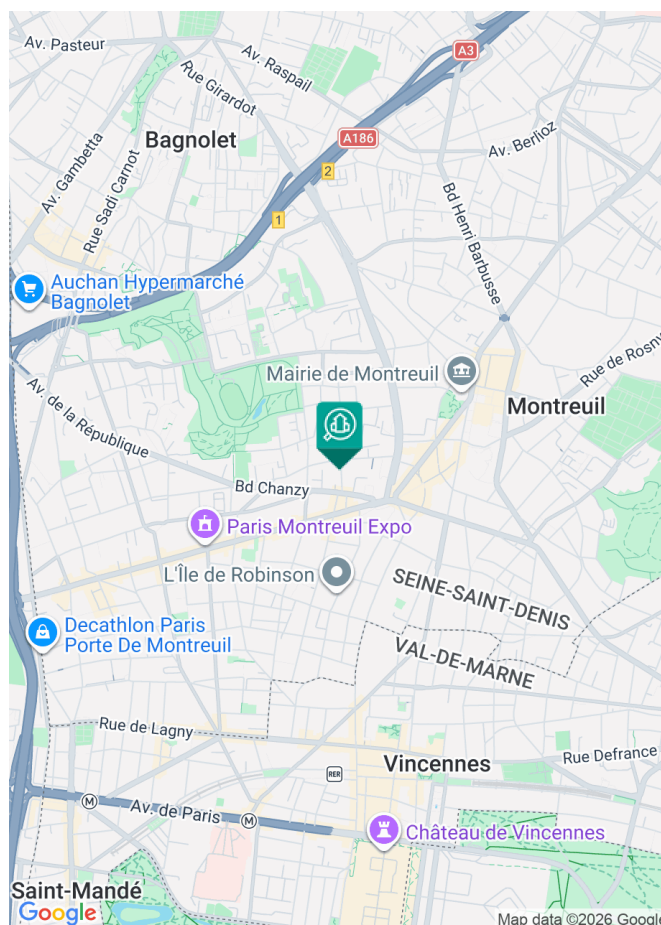 Av. Pasteur
Rue Girardot
Av. Raspail
A3
A186
Av. Berlioz
Bagnolet
Av. Gambetta
Rue Sadi Carnot
2
1
Bd Henri Barbusse
Auchan Hypermarché
Bagnolet
Rue de Rosny
Mairie de Montreuil
Montreuil
Av. de la République
Bd Chanzy
Paris Montreuil Expo
L'Île de Robinson
SEINE-SAINT-DENIS
Decathlon Paris
Porte De Montreuil
VAL-DE-MARNE
Rue de Lagny
Vincennes
Rue Defrance
RER
M
Av. de Paris
M
Château de Vincennes
Saint-Mandé
Google
Map data ©2026 Google